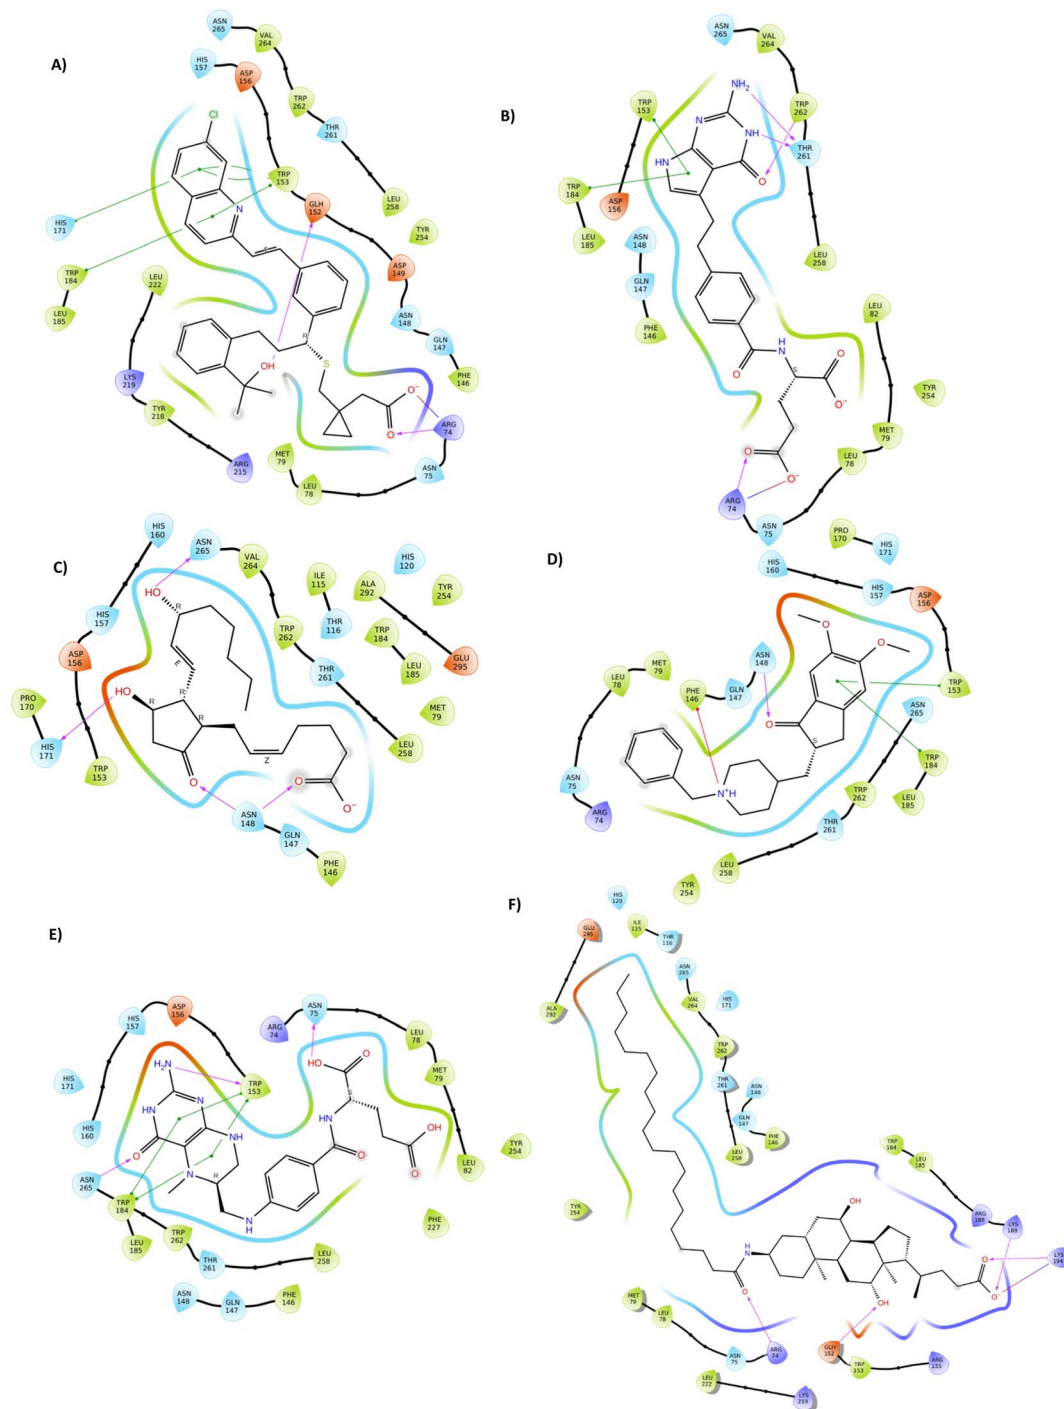 A)
ASN
265
VAL
264
HIS
157
ASP
156
TRP
262
THR
261
Cl
TRP
153
GLH
152
LEU
258
TYR
254
HIS
171
N
E
ASP
149
TRP
184
LEU
185
LEU
222
ASN
148
GLN
147
PHE
146
R
OH
S
LYS
219
O⁻
O
ARG
74
TYR
218
ARG
215
MET
79
LEU
78
ASN
75
B)
ASN
265
VAL
264
TRP
153
NH₂
TRP
262
N
NH
THR
261
HN
O
TRP
184
ASP
156
LEU
185
ASN
148
GLN
147
LEU
258
PHE
146
LEU
82
H
N
O
S
O
O⁻
TYR
254
MET
79
O
O⁻
LEU
78
ARG
74
ASN
75
C)
HIS
160
ASN
265
VAL
264
HIS
120
ILE
115
ALA
292
TYR
254
HO
R
HIS
157
THR
116
TRP
262
TRP
184
GLU
295
LEU
185
E
ASP
156
THR
261
HO
R
R
R
MET
79
PRO
170
HIS
171
TRP
153
LEU
258
Z
O
O
O⁻
ASN
148
GLN
147
PHE
146
D)
PRO
170
HIS
171
HIS
160
HIS
157
ASP
156
O
O
ASN
148
MET
79
LEU
78
PHE
146
GLN
147
TRP
153
O
S
ASN
265
TRP
184
ASN
75
ARG
74
N⁺H
TRP
262
LEU
185
THR
261
LEU
258
TYR
254
E)
ASP
156
ASN
75
HIS
157
ARG
74
LEU
78
MET
79
HIS
171
H₂N
TRP
153
HO
O
N
S
HN
HIS
160
NH
HN
OH
O
O
O
TYR
254
LEU
82
ASN
265
N
R
TRP
184
LEU
185
TRP
262
THR
261
N
H
LEU
258
PHE
227
ASN
148
GLN
147
PHE
146
F)
HIS
120
GLU
295
ILE
115
THR
116
ASN
265
HIS
171
VAL
264
ALA
292
TRP
262
THR
261
ASN
148
GLN
147
PHE
146
LEU
258
TRP
184
LEU
185
TYR
254
ARG
188
LYS
189
OH
LYS
194
H
N
O
O⁻
O
OH
MET
79
LEU
78
ASN
75
ARG
74
GLH
152
TRP
153
ARG
155
LEU
222
LYS
219